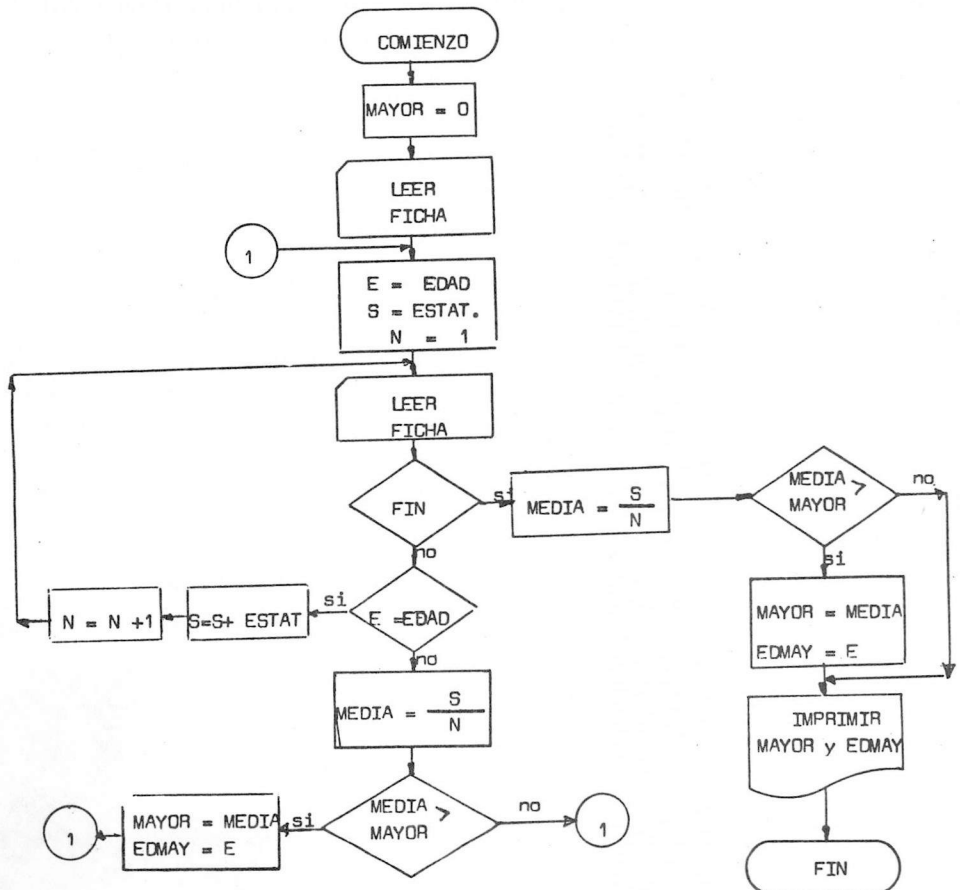 COMIENZO
MAYOR = 0
LEER
FICHA
1
E = EDAD
S = ESTAT.
N = 1
LEER
FICHA
FIN
si
MEDIA = S/N
MEDIA >
MAYOR
no
si
MAYOR = MEDIA
EDMAY = E
IMPRIMIR
MAYOR y EDMAY
FIN
no
E =EDAD
si
S=S+ ESTAT
N = N +1
no
MEDIA = S/N
MEDIA >
MAYOR
si
MAYOR = MEDIA
EDMAY = E
1
no
1